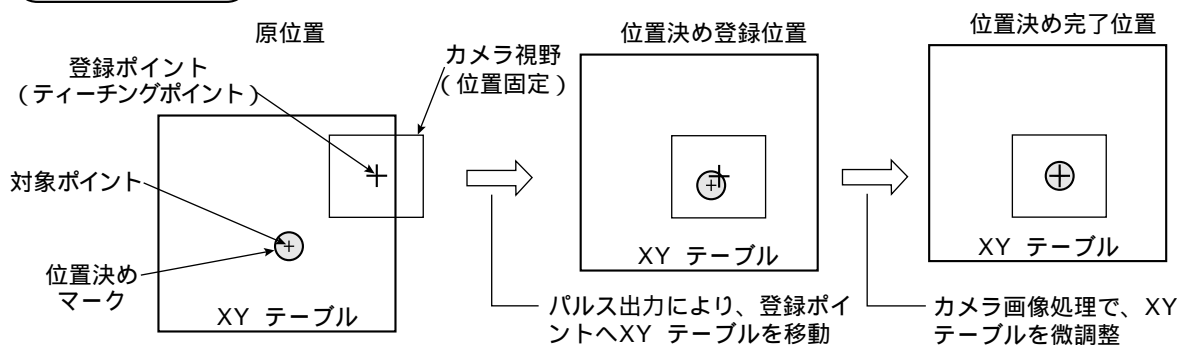 原位置
位置決め登録位置
位置決め完了位置
登録ポイント
(ティーチングポイント)
カメラ視野
(位置固定)
対象ポイント
位置決め
マーク
XY テーブル
XY テーブル
XY テーブル
パルス出力により、登録ポイ
ントへXY テーブルを移動
カメラ画像処理で、XY
テーブルを微調整